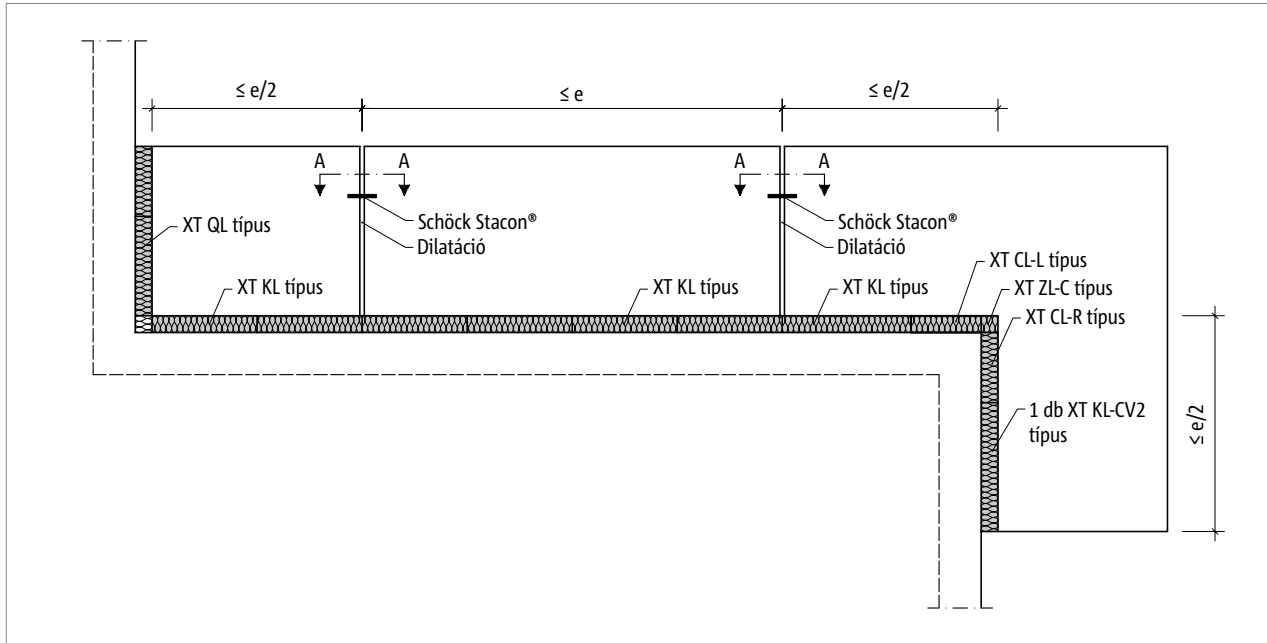 ≤ e/2
≤ e
≤ e/2
A
A
A
A
Schöck Stacon®
Dilatáció
Schöck Stacon®
Dilatáció
XT QL típus
XT KL típus
XT KL típus
XT KL típus
XT CL-L típus
XT ZL-C típus
XT CL-R típus
1 db XT KL-CV2
típus
≤ e/2